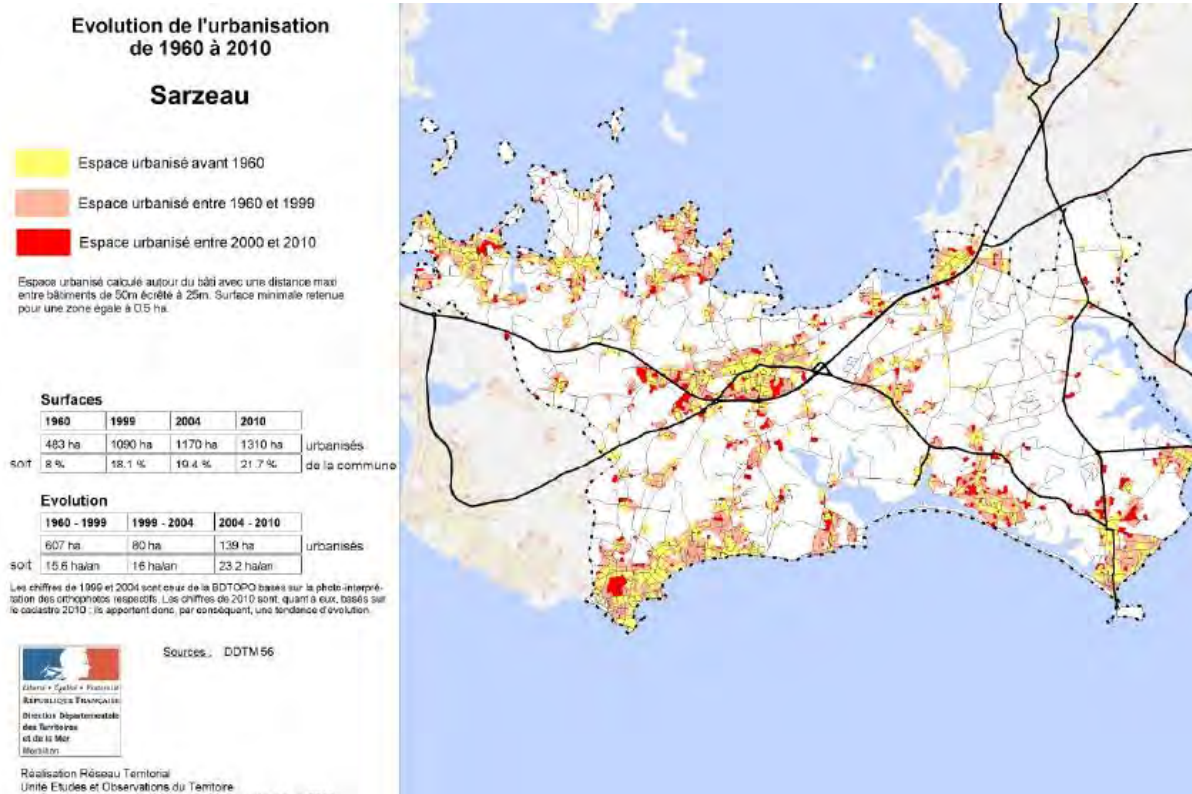 Evolution de l'urbanisation
de 1960 à 2010
Sarzeau
Espace urbanisé avant 1960
Espace urbanisé entre 1960 et 1999
Espace urbanisé entre 2000 et 2010
Espace urbanisé calculé autour du bâti avec une distance maxi
entre bâtiments de 50m écrêté à 25m. Surface minimale retenue
pour une zone égale à 0.5 ha.
Surfaces
1960 1999 2004 2010
483 ha 1090 ha 1170 ha 1310 ha urbanisés
soit 8 % 18.1 % 19.4 % 21.7 % de la commune
Evolution
1960 - 1999 1999 - 2004 2004 - 2010
607 ha 80 ha 139 ha urbanisés
soit 15.6 ha/an 16 ha/an 23.2 ha/an
Les chiffres de 1999 et 2004 sont ceux de la BDTOPO basés sur la photo-interpré-
tation des orthophotos respectifs. Les chiffres de 2010 sont, quant à eux, basés sur
le cadastre 2010 ; ils apportent donc, par conséquent, une tendance d'évolution.
Sources : DDTM 56
Liberté • Égalité • Fraternité
RÉPUBLIQUE FRANÇAISE
Direction Départementale
des Territoires
et de la Mer
Morbihan
Réalisation Réseau Territorial
Unité Etudes et Observations du Territoire